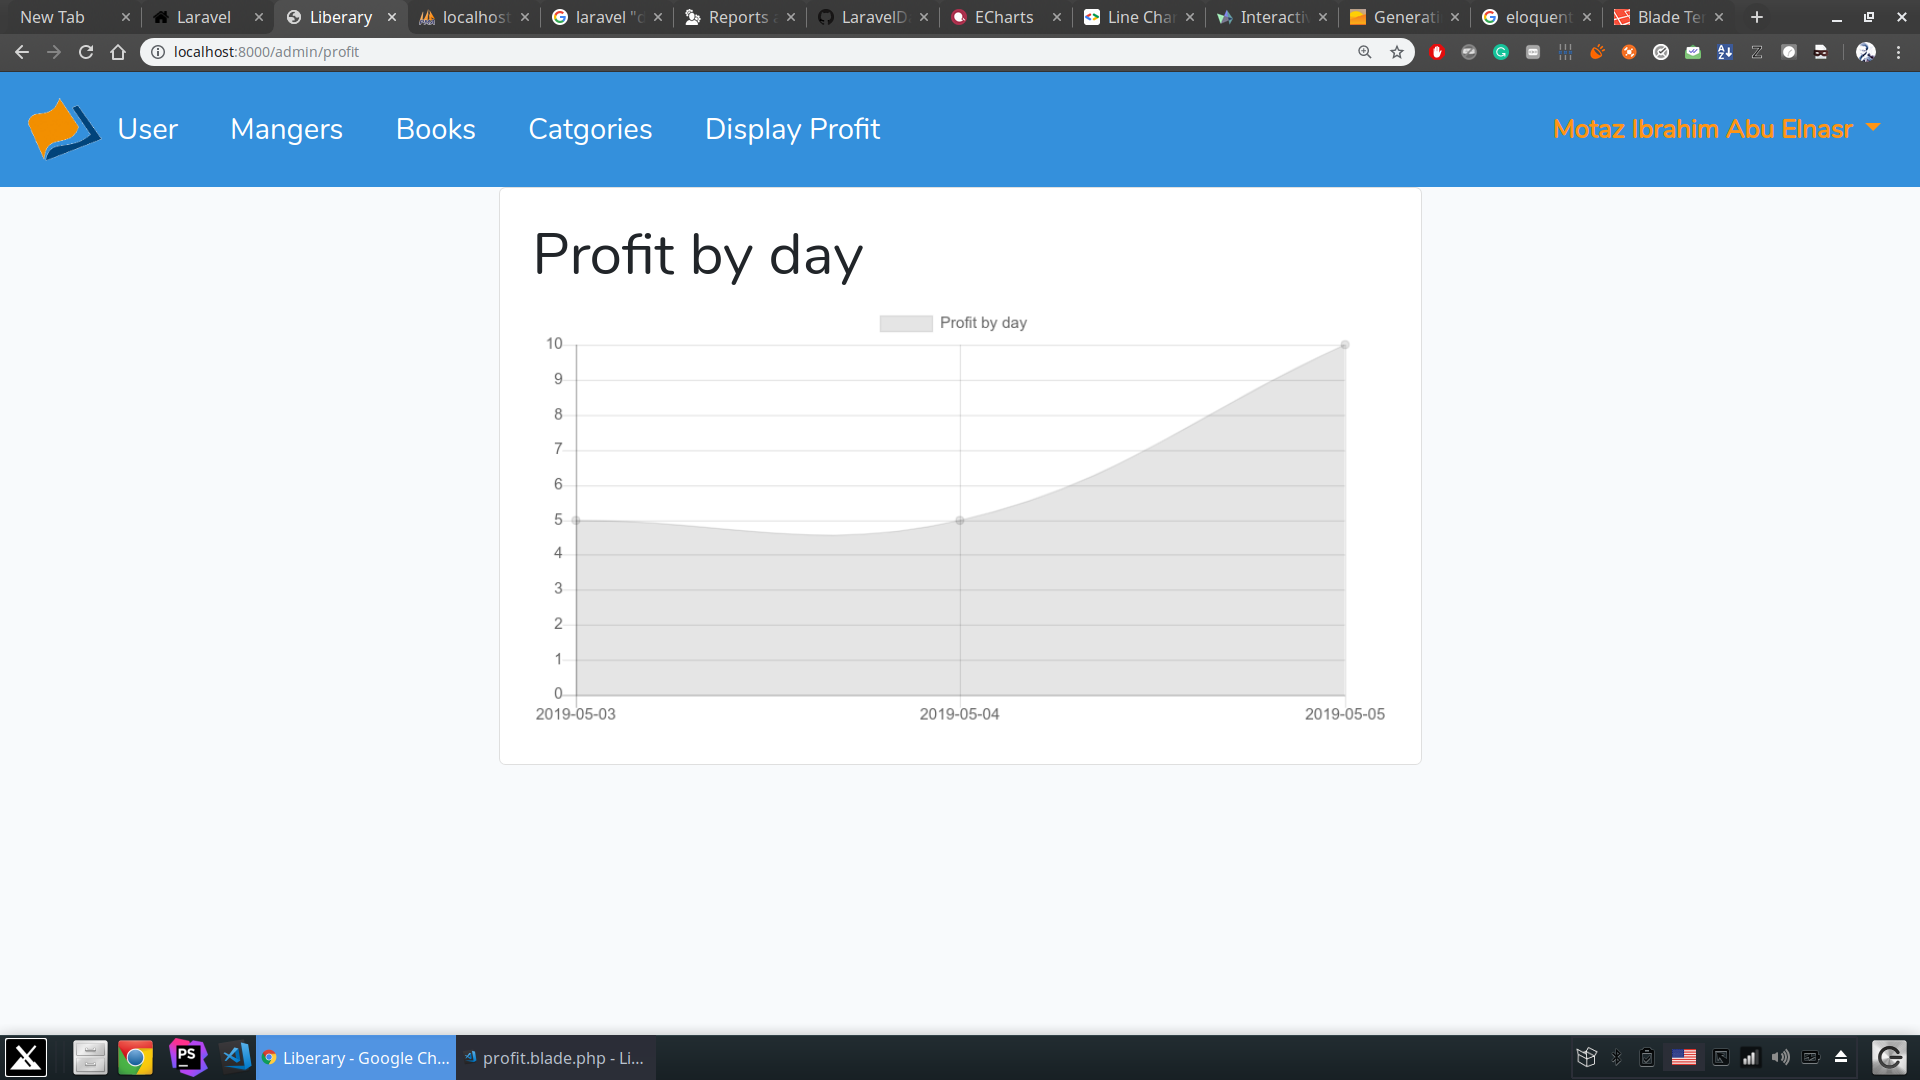 New Tab
Laravel
Liberary
localhost
laravel "d
Reports a
LaravelD
ECharts
Line Char
Interactiv
Generati
eloquent
Blade Te
localhost:8000/admin/profit
User
Mangers
Books
Catgories
Display Profit
Motaz Ibrahim Abu Elnasr
Profit by day
Profit by day
10
9
8
7
6
5
4
3
2
1
0
2019-05-03
2019-05-04
2019-05-05
PS
Liberary - Google Ch...
profit.blade.php - Li...